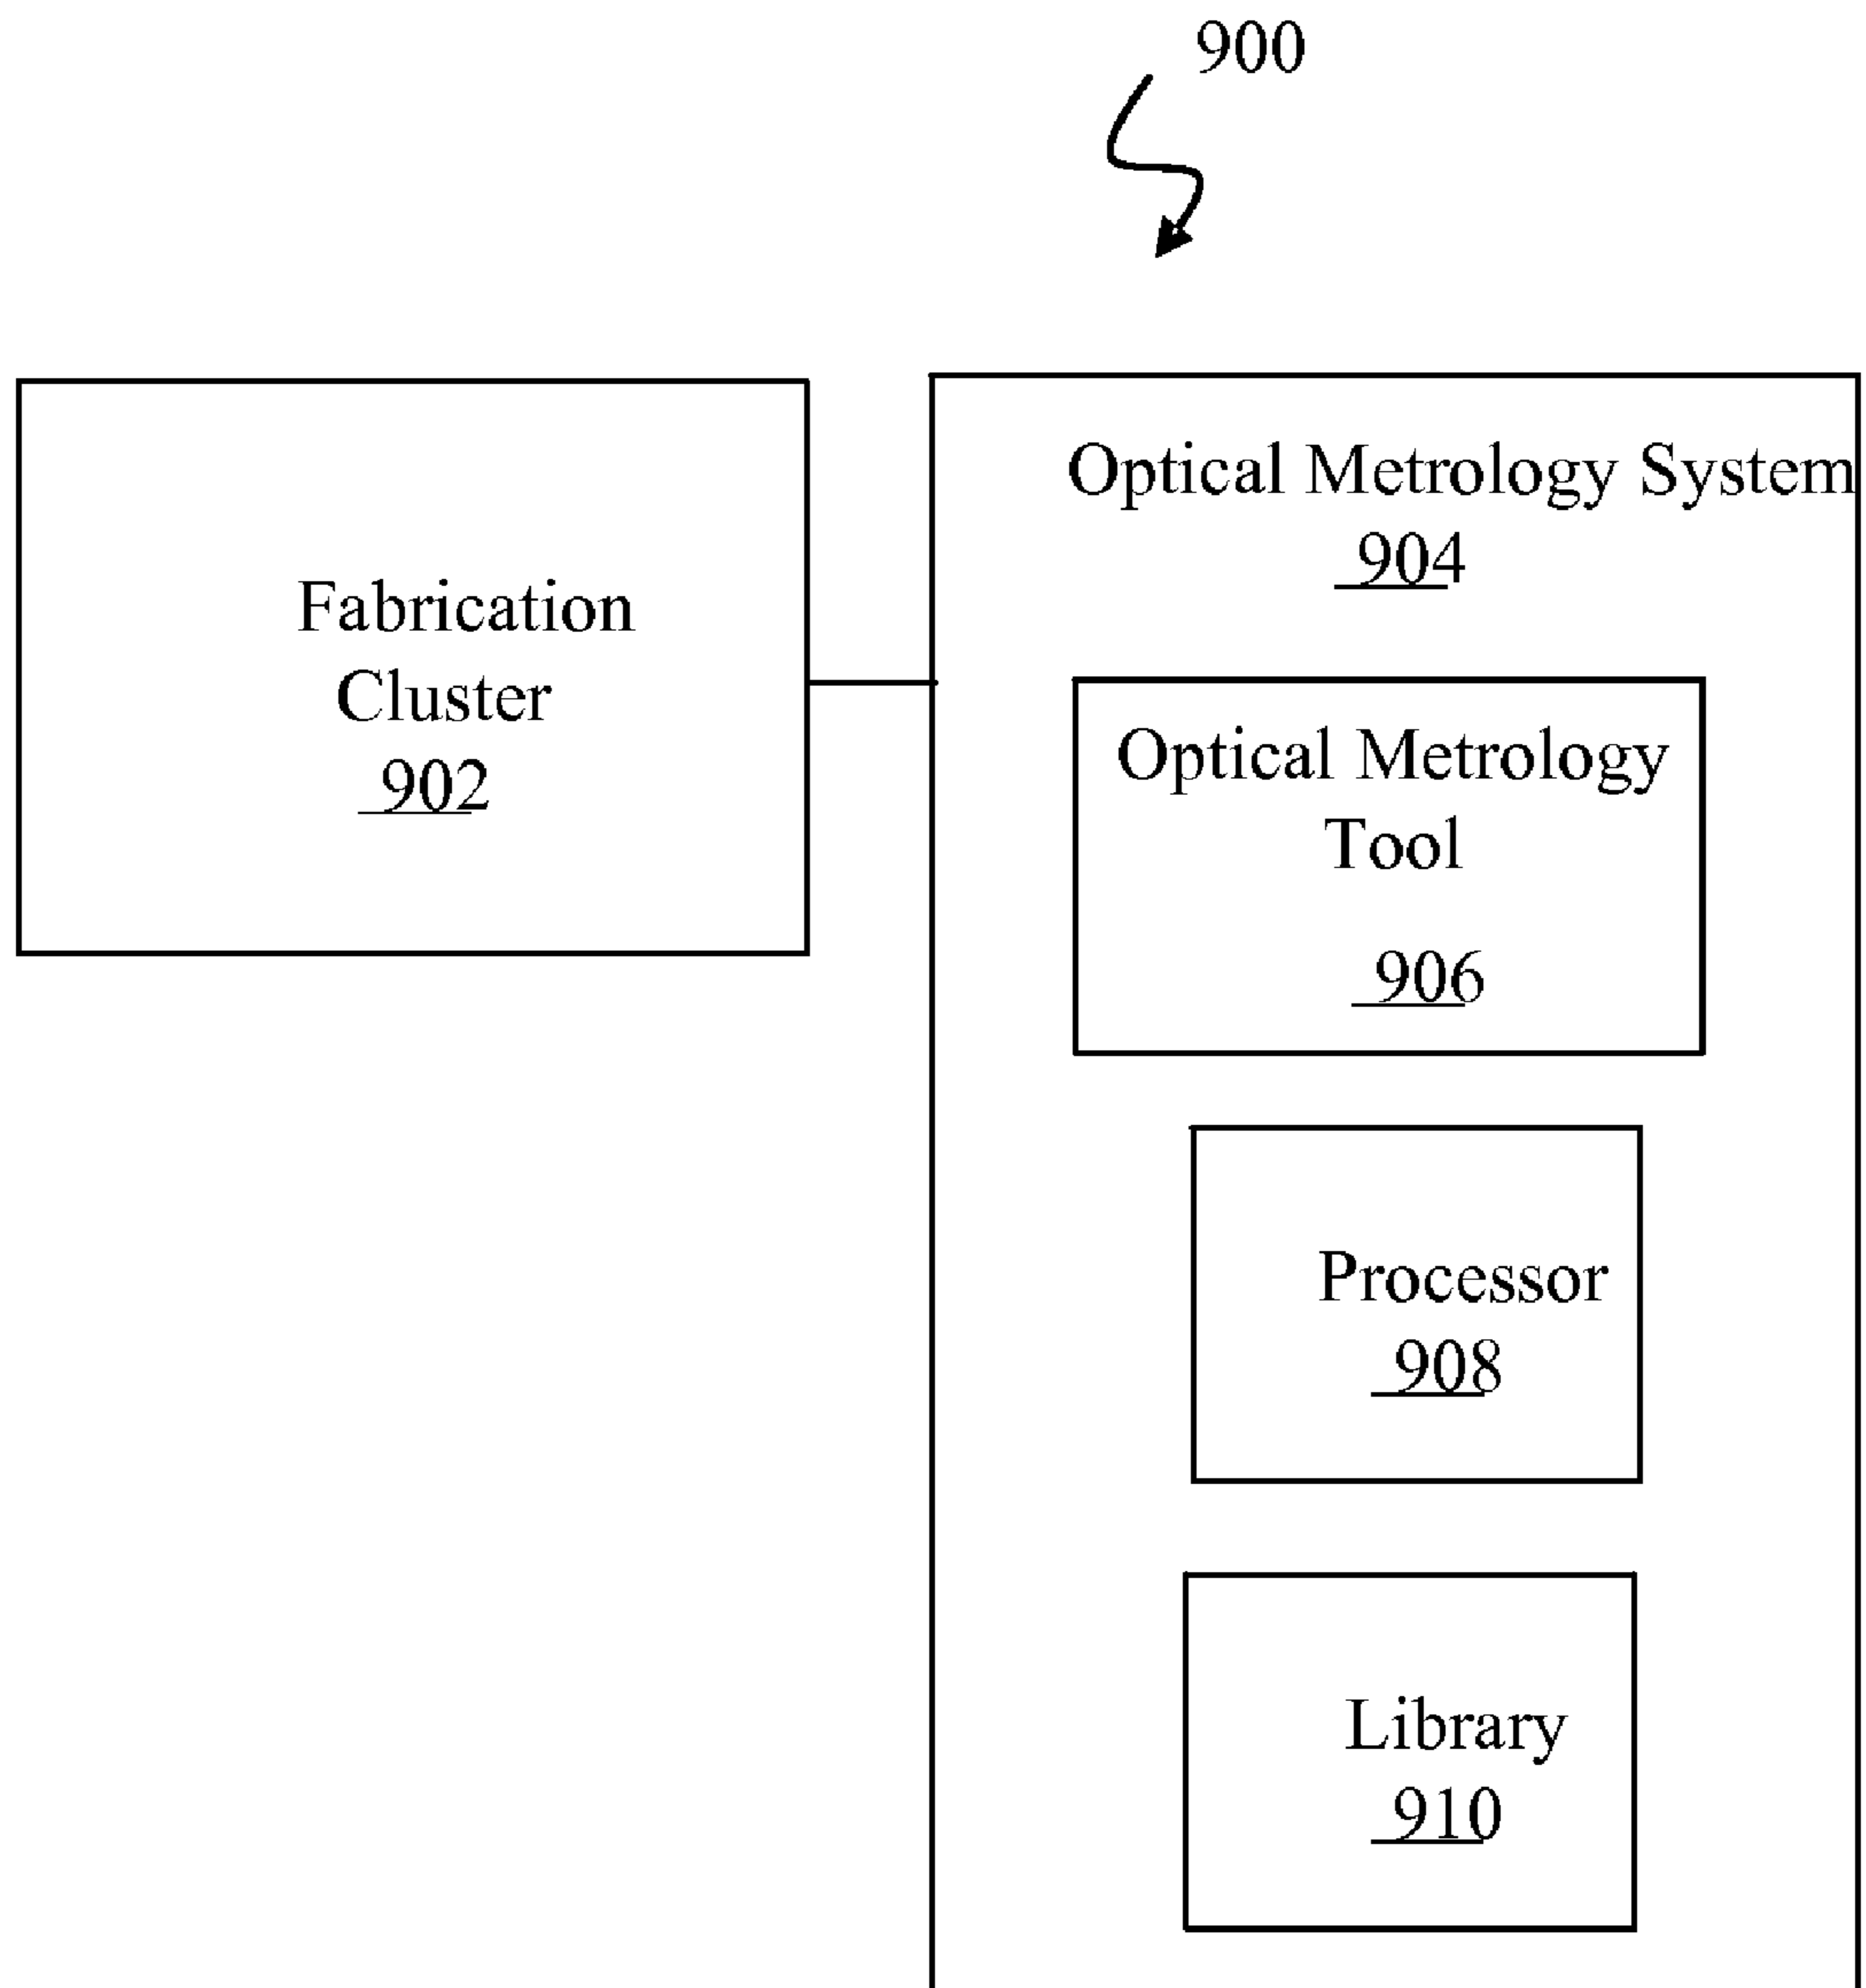 900
Fabrication
Cluster
902
Optical Metrology System
904
Optical Metrology
Tool
906
Processor
908
Library
910